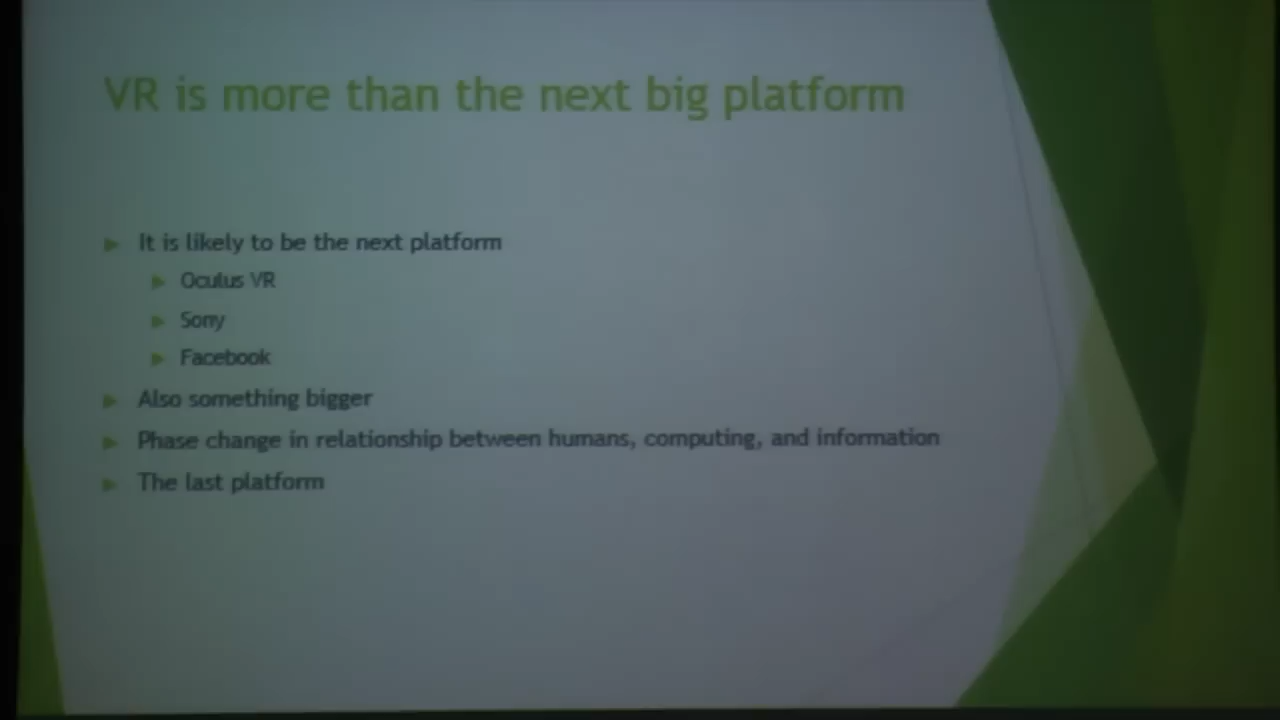 VR is more than the next big platform
It is likely to be the next platform
Oculus VR
Sony
Facebook
Also something bigger
Phase change in relationship between humans, computing, and information
The last platform